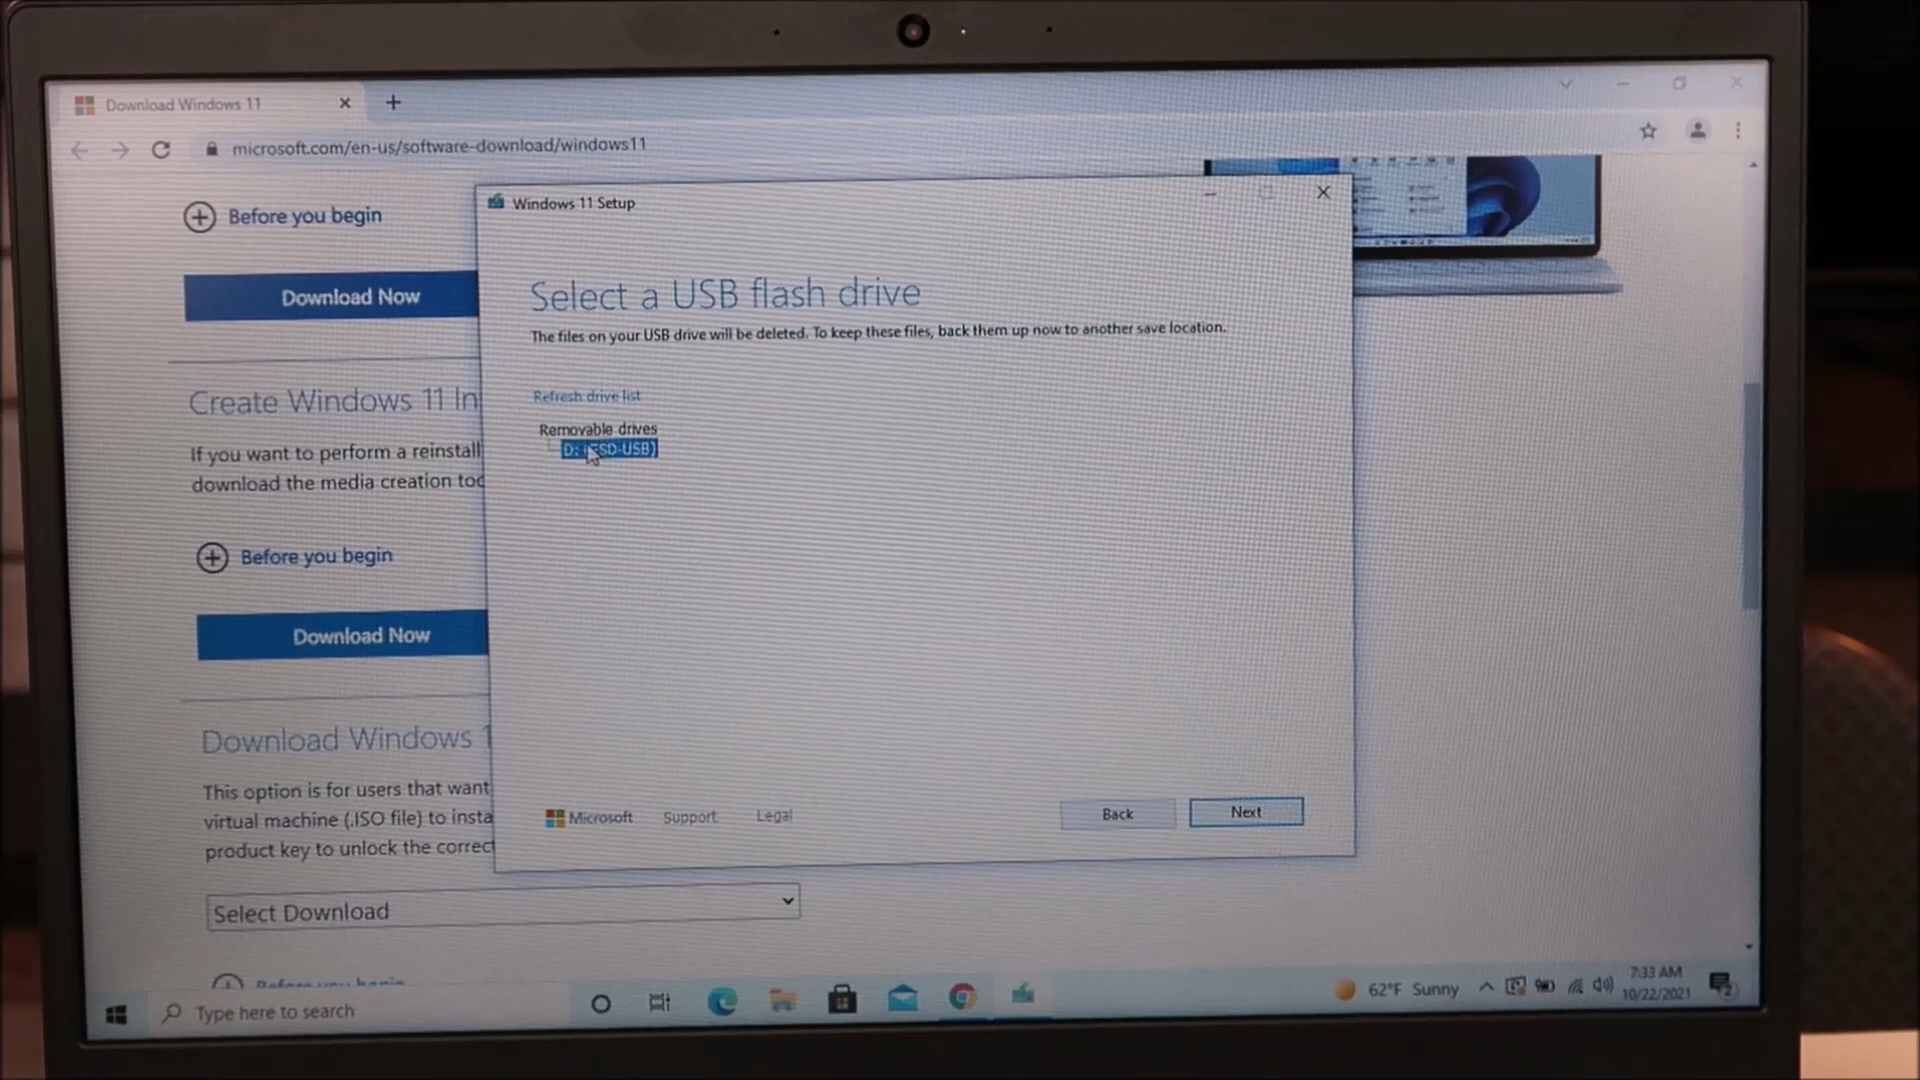 Download Windows 11
microsoft.com/en-us/software-download/windows11
Before you begin
Download Now
Create Windows 11 In
If you want to perform a reinstall
download the media creation too
Before you begin
Download Now
Download Windows 1
This option is for users that want
virtual machine (.ISO file) to insta
product key to unlock the correct
Select Download
Windows 11 Setup
Select a USB flash drive
The files on your USB drive will be deleted. To keep these files, back them up now to another save location.
Refresh drive list
Removable drives
D: (ESD-USB)
Microsoft Support Legal
Back Next
Type here to search
62°F Sunny
7:33 AM
10/22/2021
2